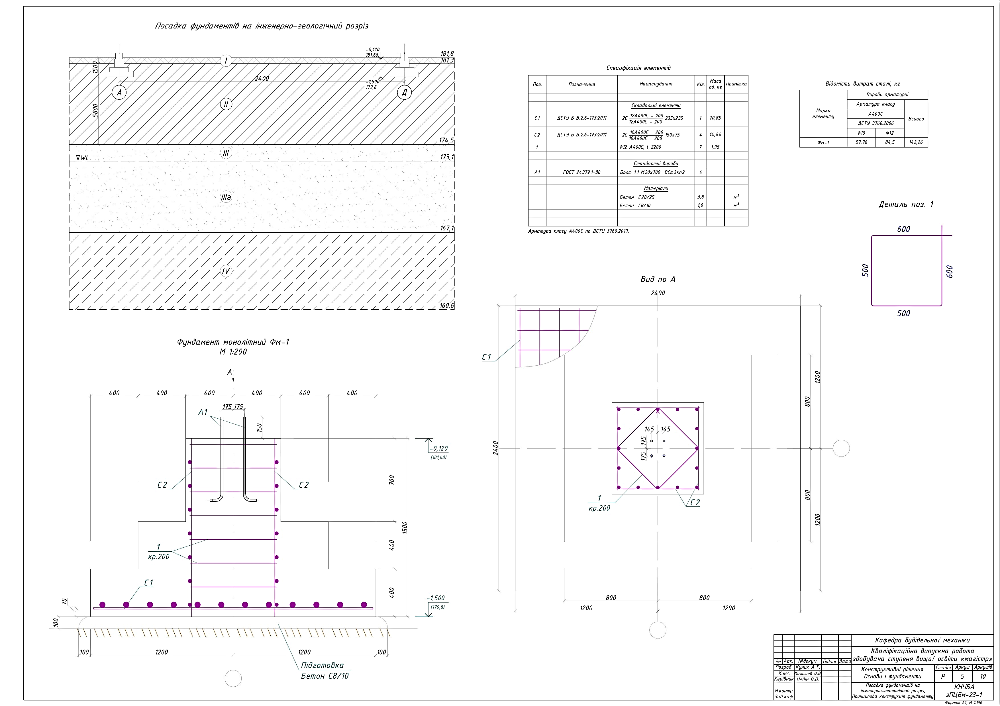 Посадка фундаментів на інженерно-геологічний розріз
-0,120
181,68
181,8
181,3
I
1500
2400
-1,500
179,8
А
Д
II
5800
174,5
III
WL
173,1
IIIа
167,1
IV
160,6
Специфікація елементів
Поз. Позначення Найменування Кіл. Маса од.,кг Примітка
Складальні елементи
С1 ДСТУ Б В.2.6-173:2011 2С 12А400С - 200 / 12А400С - 200 235х235 1 70,85
С2 ДСТУ Б В.2.6-173:2011 2С 10А400С - 200 / 10А400С - 200 150х75 4 14,44
1 Ф12 А400С, l=2200 7 1,95
Стандартні вироби
А1 ГОСТ 24379.1-80 Болт 1.1 М20х700 ВСт3кп2 4
Матеріали
Бетон С20/25 3,8 м³
Бетон С8/10 1,0 м³
Арматура класу А400С по ДСТУ 3760:2019.
Відомість витрат сталі, кг
Марка елементу
Вироби арматурні
Арматура класу
А400С
Всього
ДСТУ 3760:2006
Ф10 Ф12
Фм-1 57,76 84,5 142,26
Деталь поз. 1
600
500
600
500
Фундамент монолітний Фм-1
М 1:200
А
400 400 400 400 400 400
175 175
А1
150
-0,120
(181,68)
С2
С2
700
1500
1
кр.200
400
С1
400
70
-1,500
(179,8)
100
100 1200 1200 100
Підготовка
Бетон С8/10
Вид по А
2400
С1
1200
800
145 145
175
2400
175
1
кр.200
С2
800
1200
800 800
1200 1200
Кафедра будівельної механіки
Кваліфікаційна випускна робота
здобувача ступеня вищої освіти «магістр»
Зм. Арк. №докум. Підпис Дата
Розроб. Кулик А.Т.
Конс. Малишев О.В
Керівник Недін В.О.
Н.контр.
Зав.каф.
Конструктивні рішення.
Основи і фундаменти
Стадія Аркуш Аркушів
Р 5 10
Посадка фундаментів на
інженерно-геологічний розріз,
Принципова конструкція фундаменту
КНУБА
зПЦБм-23-1
Формат А1; М 1:100